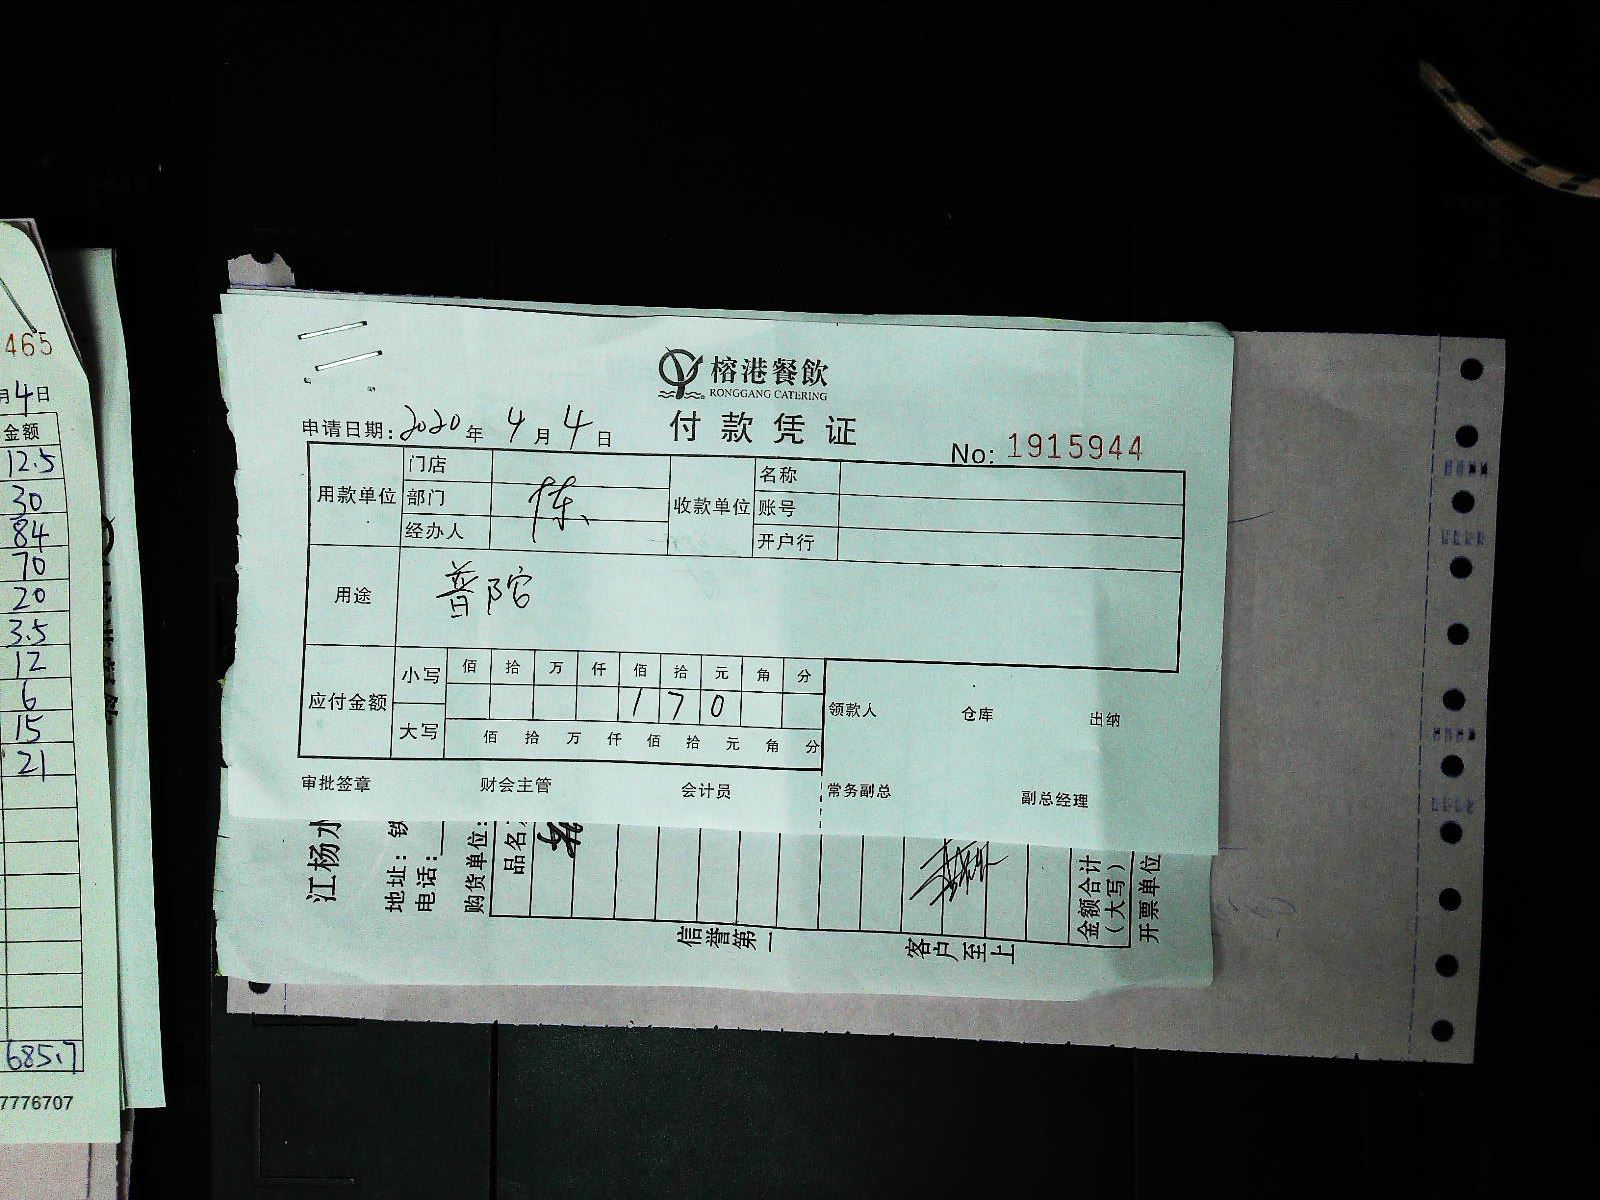 榕港餐飲
RONGGANG CATERING
付款凭证
申请日期: 2020年4月4日
No: 1915944
用款单位
门店
部门
经办人
陈
收款单位
名称
账号
开户行
用途
普陀
应付金额
小写
佰 拾 万 仟 佰 拾 元 角 分
1 7 0
大写
佰 拾 万 仟 佰 拾 元 角 分
领款人 仓库 出纳
审批签章 财会主管 会计员 常务副总 副总经理
江杨水
地址: 铁
电话:
购货单位:
品名
金额合计
(大写)
开票单位
信誉第一
客户至上
465
月4日
金额
12.5
30
84
70
20
3.5
12
6
15
21
685.7
7776707